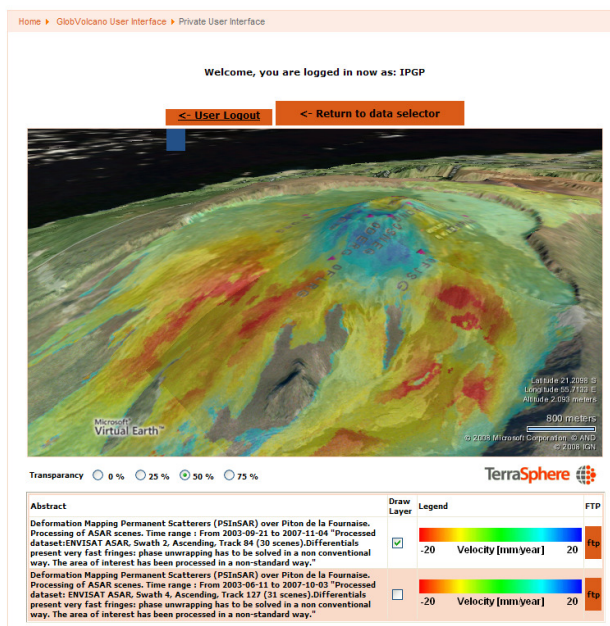 Home ▸ GlobVolcano User Interface ▸ Private User Interface
Welcome, you are logged in now as: IPGP
<- User Logout
<- Return to data selector
Latitude 21.2098 S
Longitude 55.7133 E
Altitude 2.093 meters
800 meters
Microsoft®
Virtual Earth™
© 2008 Microsoft Corporation © AND
© 2008 IGN
Transparancy 0 % 25 % 50 % 75 %
TerraSphere
Abstract Draw Layer Legend FTP
Deformation Mapping Permanent Scatterers (PSInSAR) over Piton de la Fournaise.
Processing of ASAR scenes. Time range : From 2003-09-21 to 2007-11-04 "Processed
dataset:ENVISAT ASAR, Swath 2, Ascending, Track 84 (30 scenes).Differentials
present very fast fringes: phase unwrapping has to be solved in a non conventional
way. The area of interest has been processed in a non-standard way."
-20 Velocity [mm/year] 20
ftp
Deformation Mapping Permanent Scatterers (PSInSAR) over Piton de la Fournaise.
Processing of ASAR scenes. Time range : From 2003-06-11 to 2007-10-03 "Processed
dataset: ENVISAT ASAR, Swath 4, Ascending, Track 127 (31 scenes).Differentials
present very fast fringes: phase unwrapping has to be solved in a non conventional
way. The area of interest has been processed in a non-standard way."
-20 Velocity [mm/year] 20
ftp